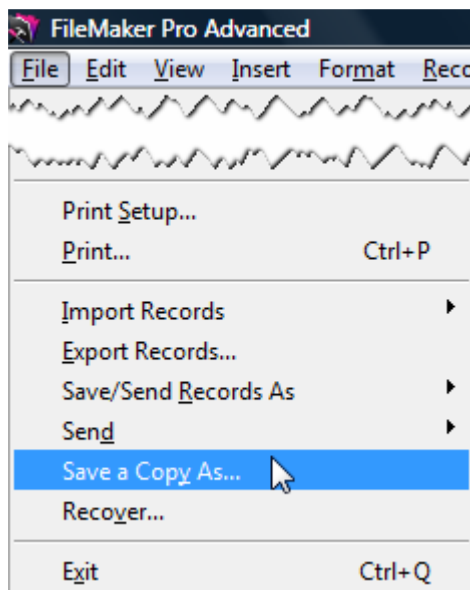 FileMaker Pro Advanced
File Edit View Insert Format Reco
Print Setup...
Print... Ctrl+P
Import Records
Export Records...
Save/Send Records As
Send
Save a Copy As...
Recover...
Exit Ctrl+Q